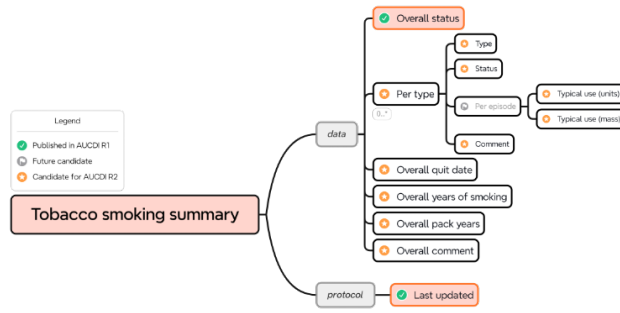 Overall status
Type
Status
Per type
0..*
Per episode
Typical use (units)
Typical use (mass)
Comment
Legend
Published in AUCDI R1
Future candidate
Candidate for AUCDI R2
data
Overall quit date
Overall years of smoking
Tobacco smoking summary
Overall pack years
Overall comment
protocol
Last updated